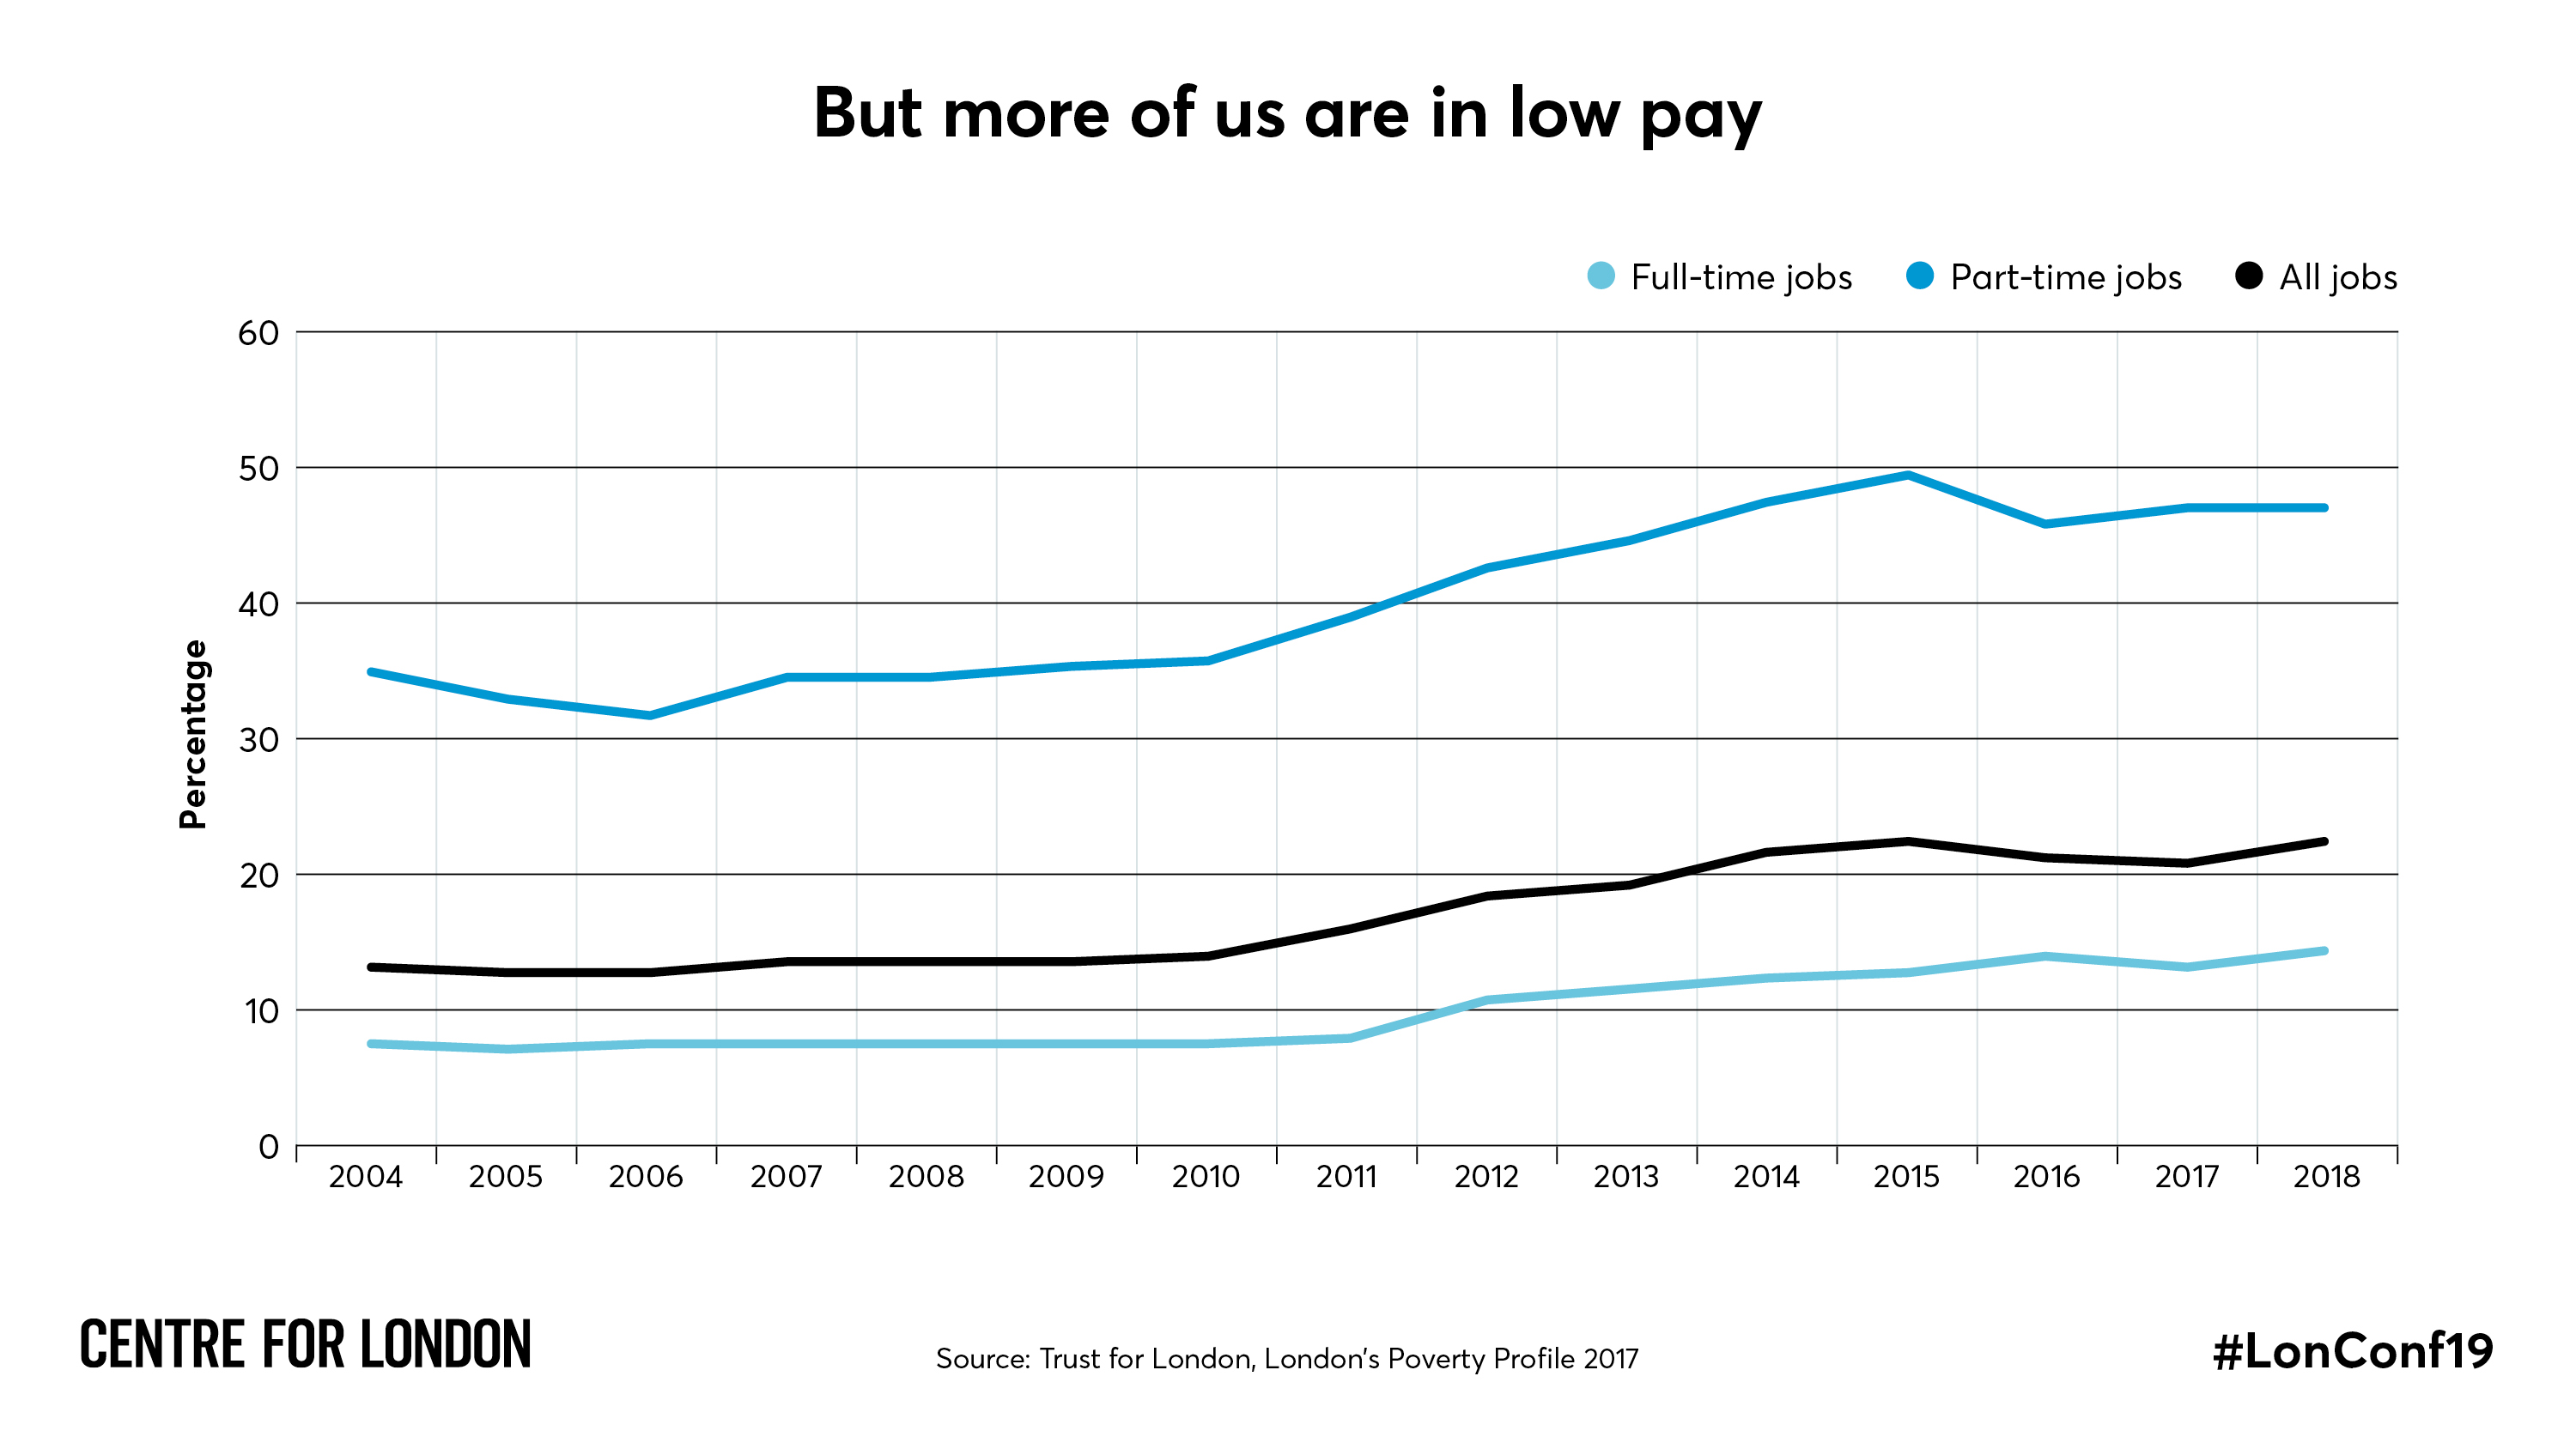 But more of us are in low pay
Full-time jobs Part-time jobs All jobs
60
50
40
30
20
10
0
Percentage
2004 2005 2006 2007 2008 2009 2010 2011 2012 2013 2014 2015 2016 2017 2018
CENTRE FOR LONDON
Source: Trust for London, London's Poverty Profile 2017
#LonConf19